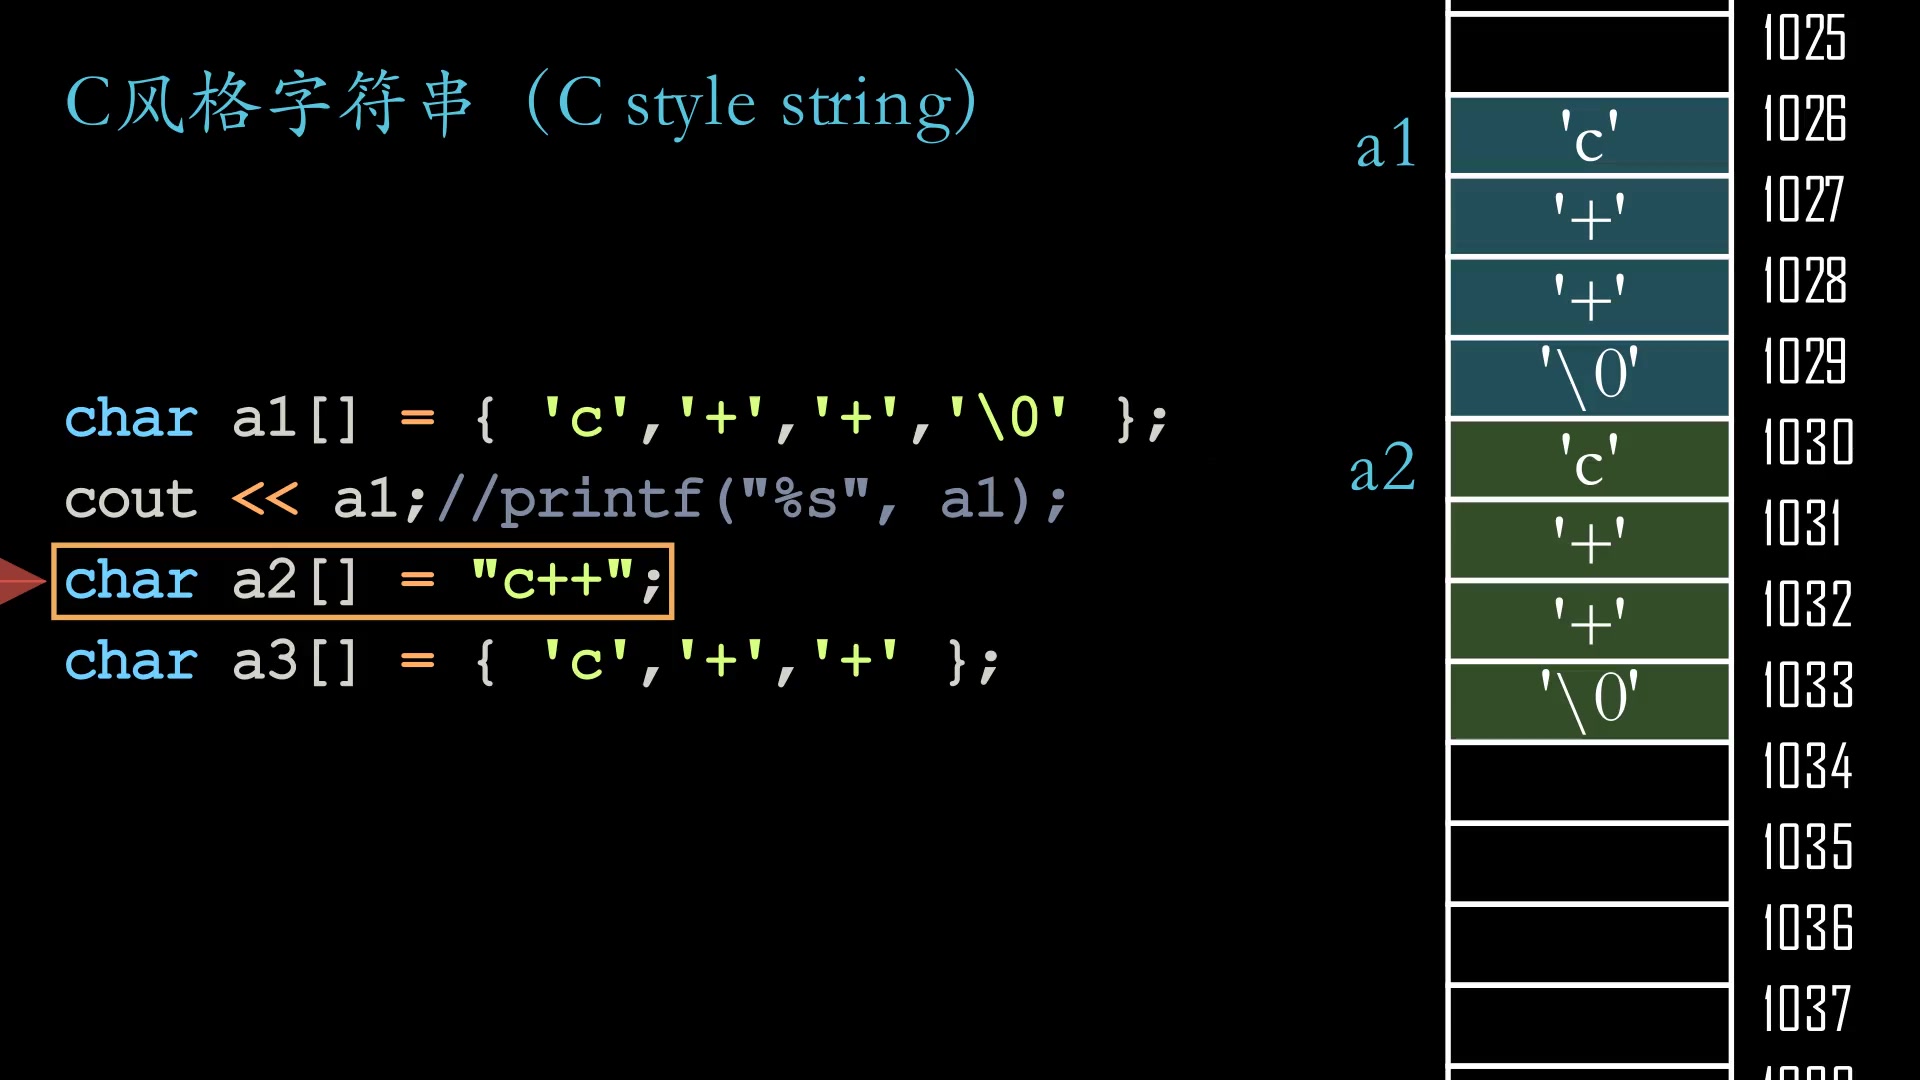 C风格字符串（C style string）
char a1[] = { 'c','+', '+','\0' };
cout << a1;//printf("%s", a1);
char a2[] = "c++";
char a3[] = { 'c','+','+' };
1025
a1 'c' 1026
'+' 1027
'+' 1028
'\0' 1029
a2 'c' 1030
'+' 1031
'+' 1032
'\0' 1033
1034
1035
1036
1037